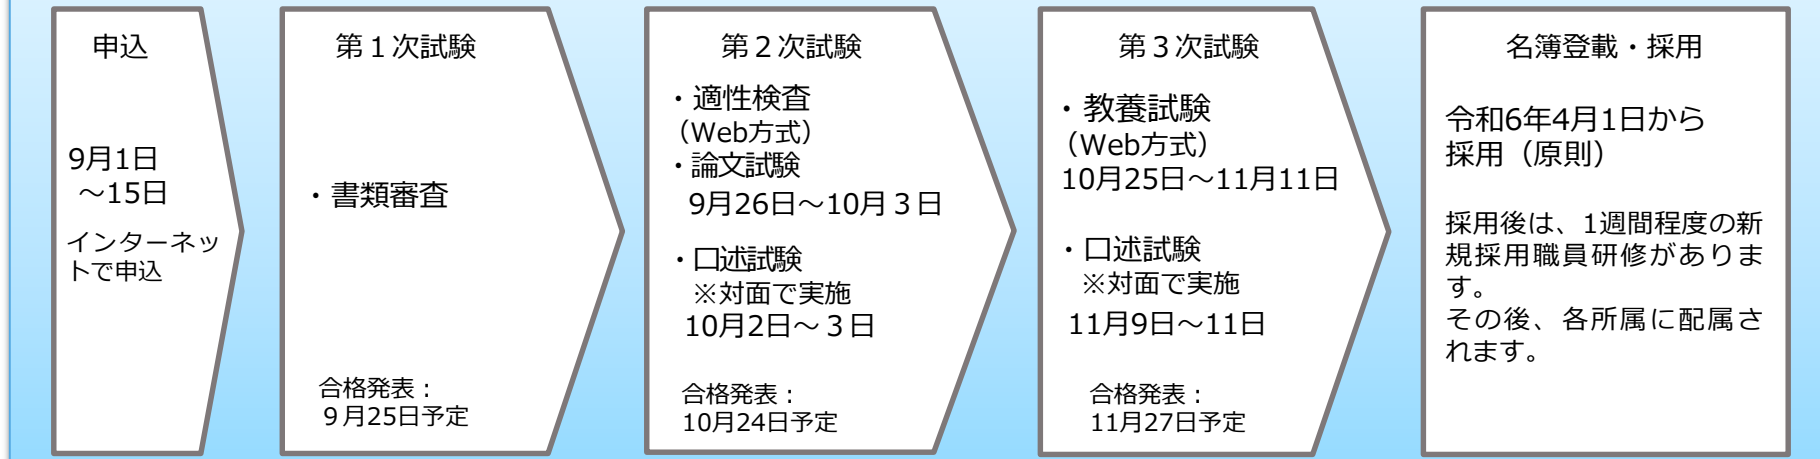 申込
9月1日
～15日
インターネッ
トで申込
第１次試験
・書類審査
合格発表：
９月25日予定
第２次試験
・適性検査
（Web方式）
・論文試験
9月26日～10月３日
・口述試験
※対面で実施
10月2日～３日
合格発表：
10月24日予定
第３次試験
・教養試験
（Web方式）
10月25日～11月11日
・口述試験
※対面で実施
11月9日～11日
合格発表：
11月27日予定
名簿登載・採用
令和6年4月1日から
採用（原則）
採用後は、1週間程度の新
規採用職員研修がありま
す。
その後、各所属に配属さ
れます。